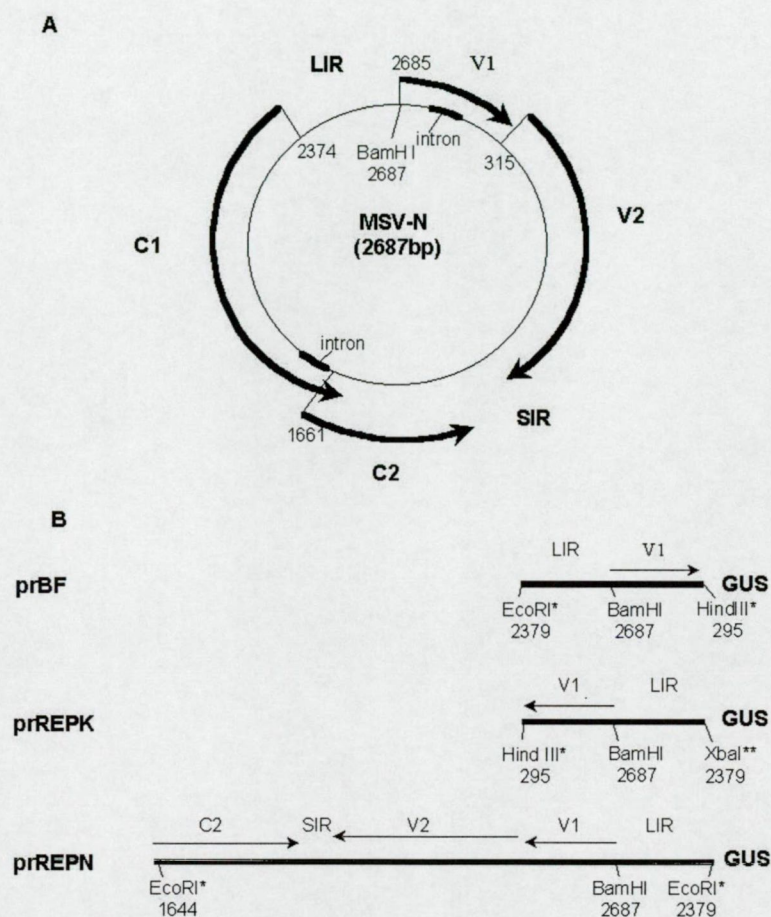 A
LIR
2685
V1
2374
BamHI
2687
intron
315
C1
MSV-N
(2687bp)
V2
intron
1661
SIR
C2
B
prBF
LIR V1
GUS
EcoRI* BamHI HindIII*
2379 2687 295
prREPK
V1 LIR
GUS
Hind III* BamHI XbaI**
295 2687 2379
prREPN
C2 SIR V2 V1 LIR
GUS
EcoRI* BamHI EcoRI*
1644 2687 2379